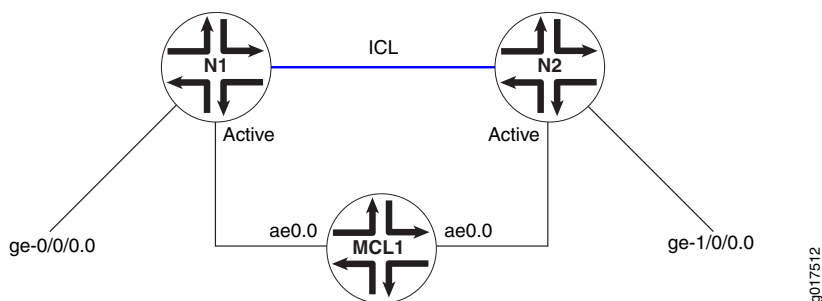 ICL
N1
N2
Active
Active
ae0.0
ae0.0
MCL1
ge-0/0/0.0
ge-1/0/0.0
g017512